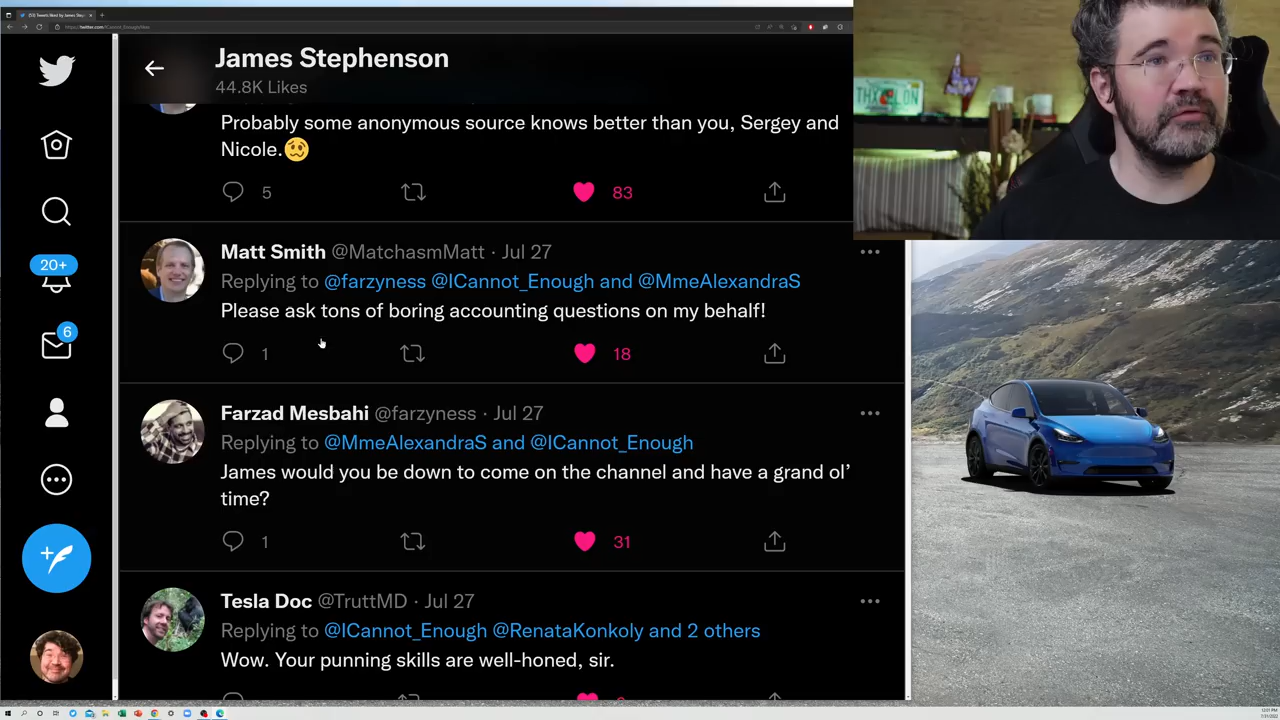 James Stephenson
44.8K Likes
Probably some anonymous source knows better than you, Sergey and
Nicole.🥴
5
83
Matt Smith @MatchasmMatt · Jul 27
Replying to @farzyness @ICannot_Enough and @MmeAlexandraS
Please ask tons of boring accounting questions on my behalf!
1
18
Farzad Mesbahi @farzyness · Jul 27
Replying to @MmeAlexandraS and @ICannot_Enough
James would you be down to come on the channel and have a grand ol’
time?
1
31
Tesla Doc @TruttMD · Jul 27
Replying to @ICannot_Enough @RenataKonkoly and 2 others
Wow. Your punning skills are well-honed, sir.
20+
6